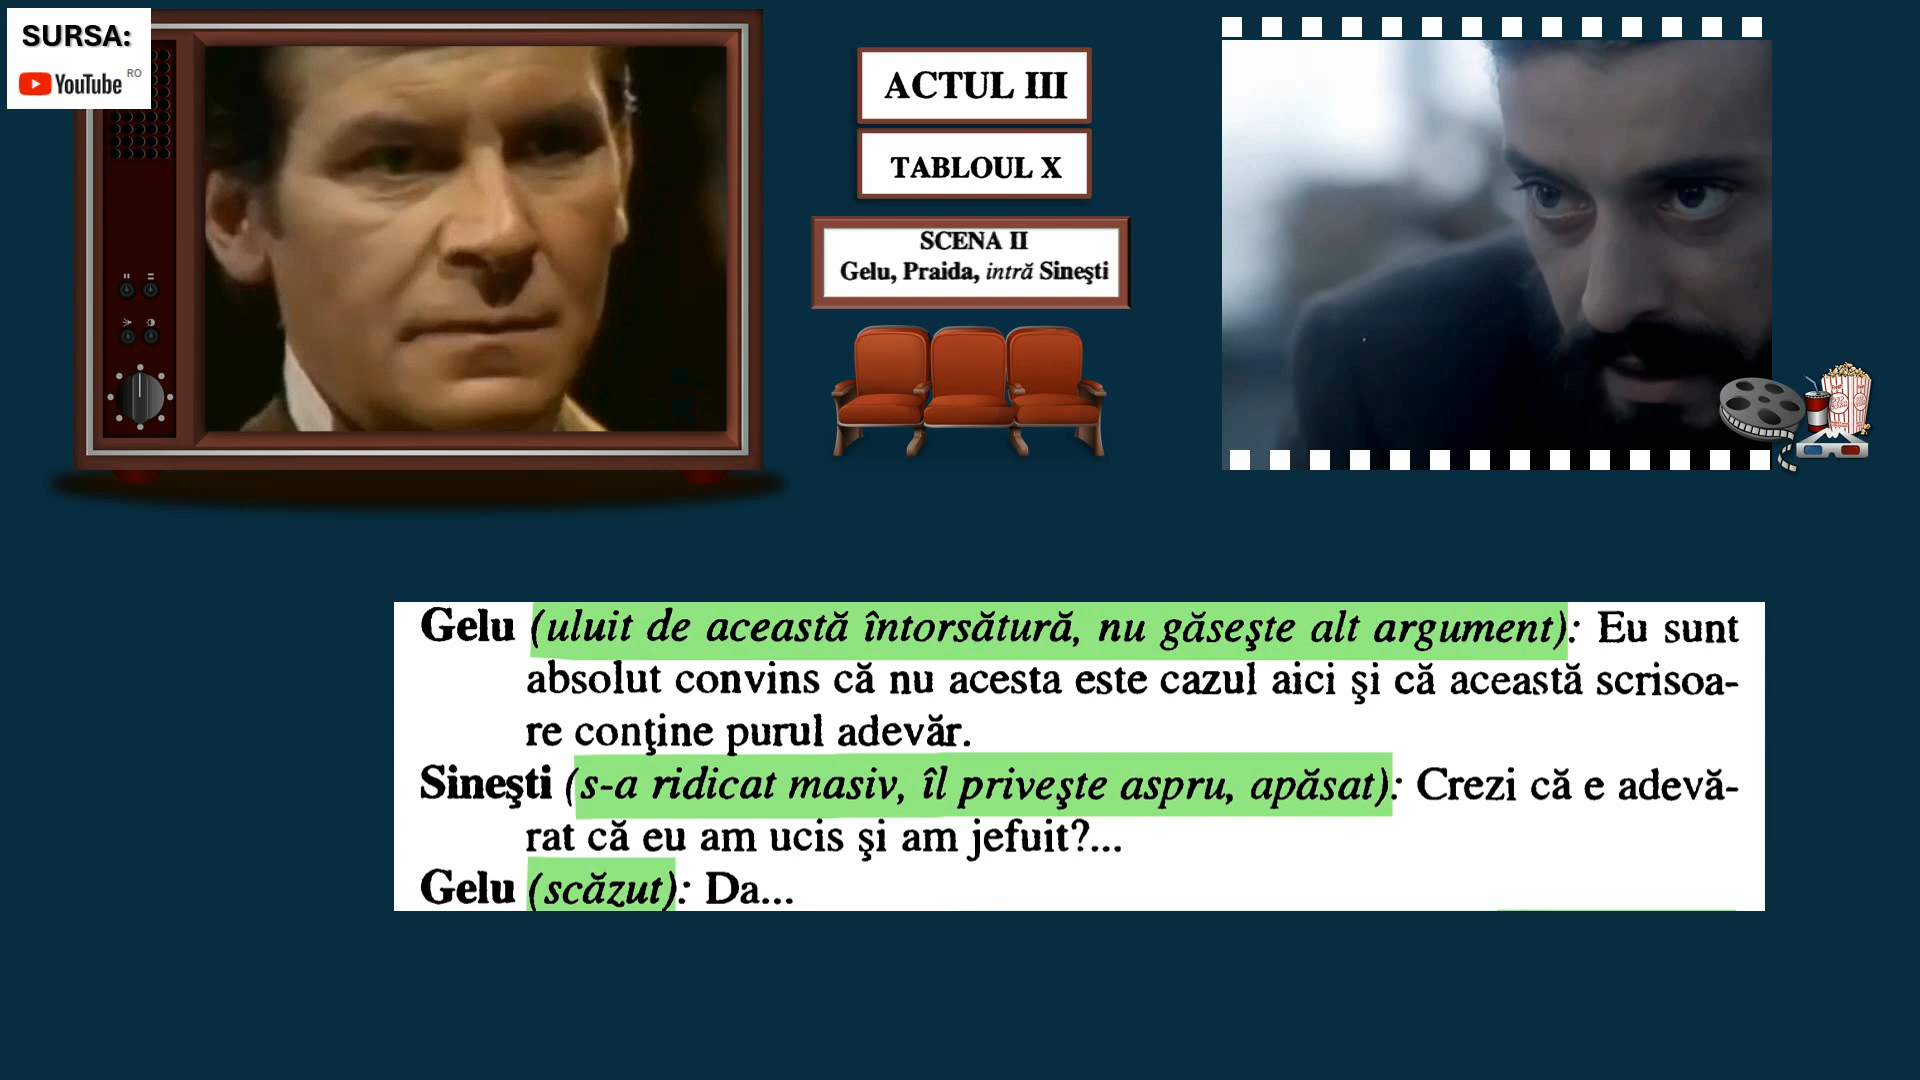 SURSA:
YouTube RO
ACTUL III
TABLOUL X
SCENA II
Gelu, Praida, intră Sineşti
Gelu (uluit de această întorsătură, nu găseşte alt argument): Eu sunt
absolut convins că nu acesta este cazul aici şi că această scrisoa-
re conţine purul adevăr.
Sineşti (s-a ridicat masiv, îl priveşte aspru, apăsat): Crezi că e adevă-
rat că eu am ucis şi am jefuit?...
Gelu (scăzut): Da...